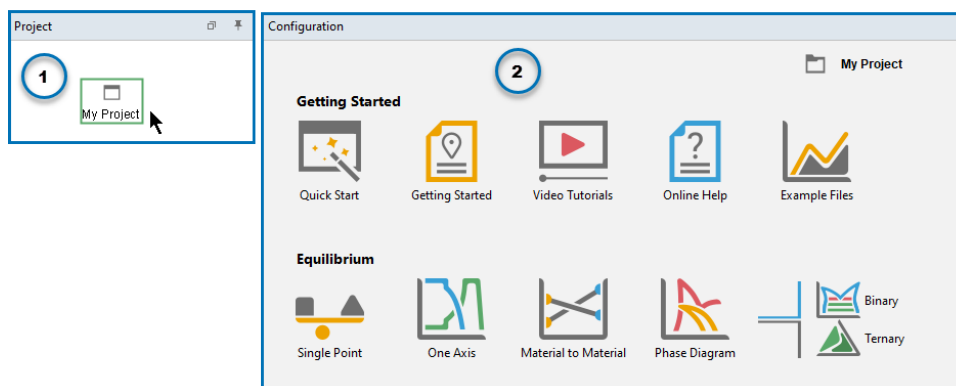 Project
1
My Project
Configuration
2
My Project
Getting Started
Quick Start
Getting Started
Video Tutorials
?
Online Help
Example Files
Equilibrium
Single Point
One Axis
Material to Material
Phase Diagram
Binary
Ternary